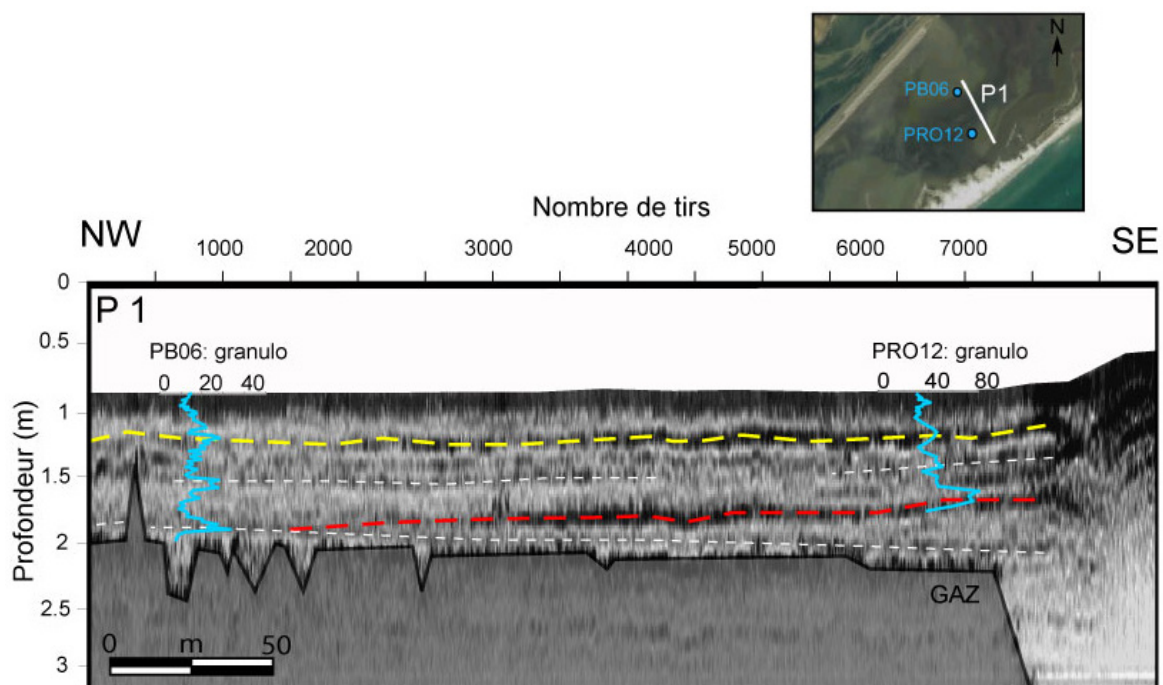 N
PB06
P1
PRO12
Nombre de tirs
NW
SE
1000 2000 3000 4000 5000 6000 7000
0
P 1
0.5
PB06: granulo
PRO12: granulo
0 20 40
0 40 80
1
1.5
2
2.5
3
Profondeur (m)
GAZ
0 m 50